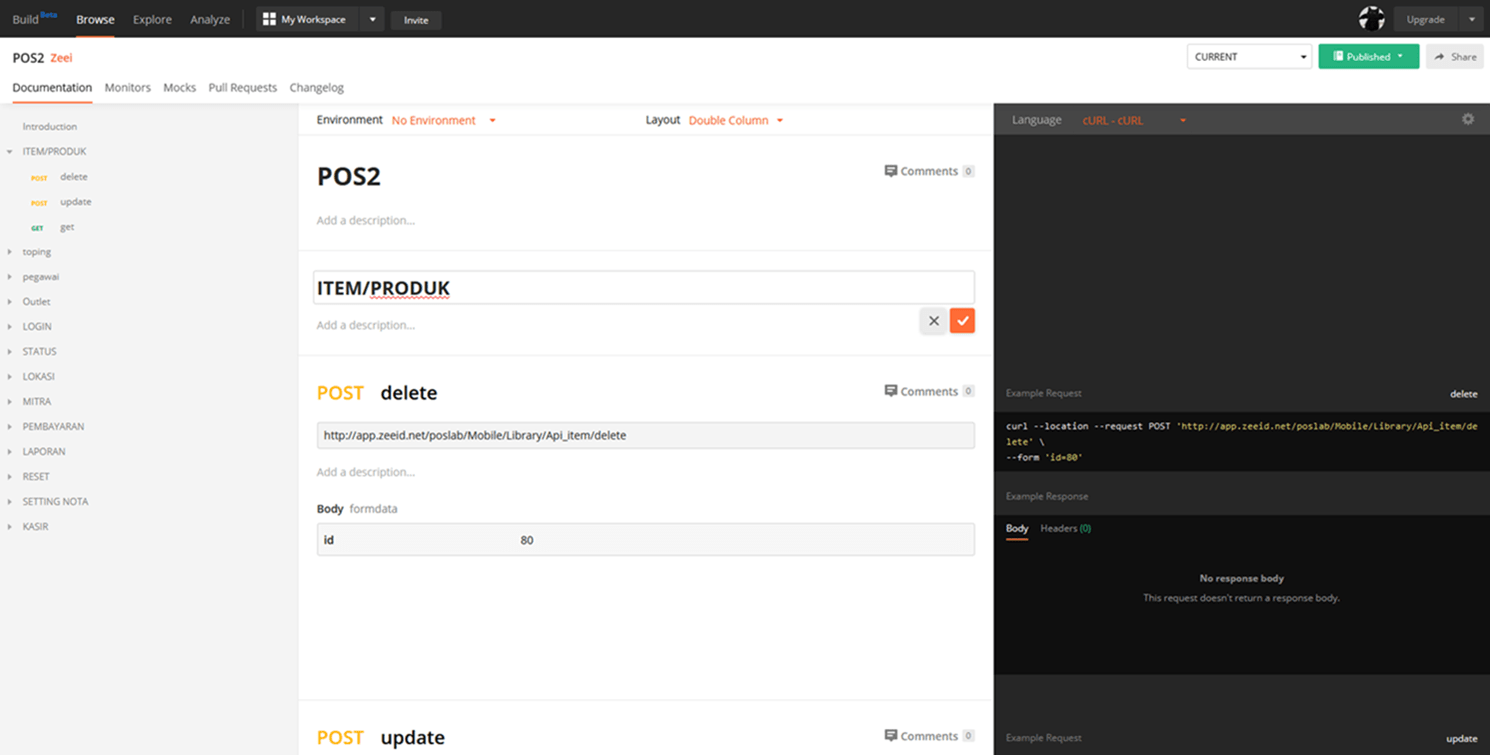 Build Beta Browse Explore Analyze My Workspace Invite Upgrade
POS2 Zeei CURRENT Published Share
Documentation Monitors Mocks Pull Requests Changelog
Introduction
ITEM/PRODUK
POST delete
POST update
GET get
toping
pegawai
Outlet
LOGIN
STATUS
LOKASI
MITRA
PEMBAYARAN
LAPORAN
RESET
SETTING NOTA
KASIR
Environment No Environment Layout Double Column
POS2 Comments 0
Add a description...
ITEM/PRODUK
Add a description...
POST delete Comments 0
http://app.zeeid.net/poslab/Mobile/Library/Api_item/delete
Add a description...
Body formdata
id 80
POST update Comments 0
Language cURL - cURL
Example Request delete
curl --location --request POST 'http://app.zeeid.net/poslab/Mobile/Library/Api_item/de
lete' \
--form 'id=80'
Example Response
Body Headers (0)
No response body
This request doesn't return a response body.
Example Request update